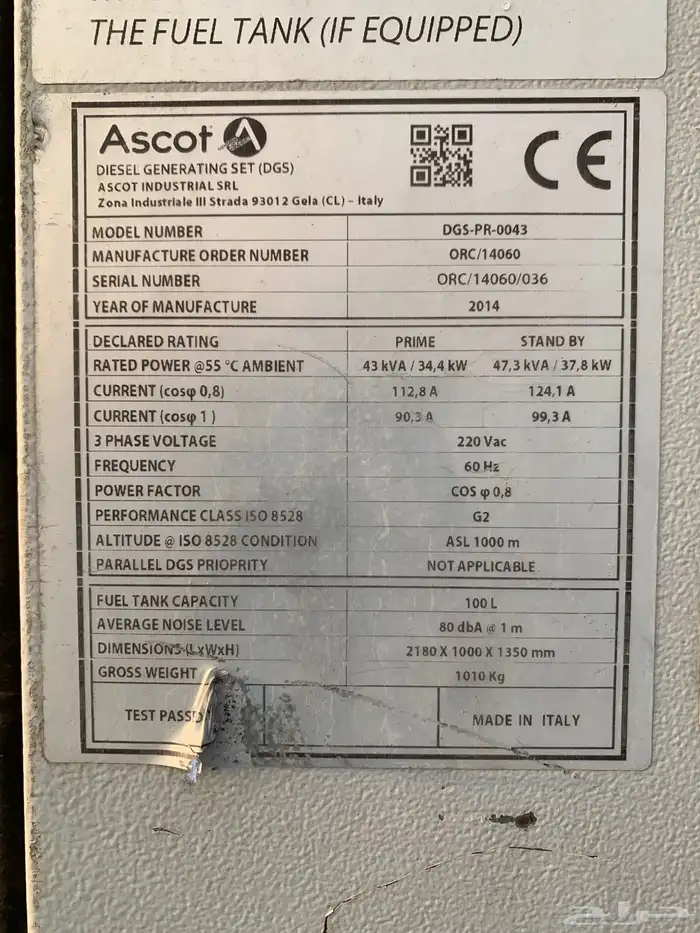 THE FUEL TANK (IF EQUIPPED)
Ascot
DIESEL GENERATING SET (DGS)
ASCOT INDUSTRIAL SRL
Zona Industriale III Strada 93012 Gela (CL) – Italy
CE
MODEL NUMBER DGS-PR-0043
MANUFACTURE ORDER NUMBER ORC/14060
SERIAL NUMBER ORC/14060/036
YEAR OF MANUFACTURE 2014
DECLARED RATING PRIME STAND BY
RATED POWER @55 °C AMBIENT 43 kVA / 34,4 kW 47,3 kVA / 37,8 kW
CURRENT (cosφ 0,8) 112,8 A 124,1 A
CURRENT (cosφ 1 ) 90,3 A 99,3 A
3 PHASE VOLTAGE 220 Vac
FREQUENCY 60 Hz
POWER FACTOR COS φ 0,8
PERFORMANCE CLASS ISO 8528 G2
ALTITUDE @ ISO 8528 CONDITION ASL 1000 m
PARALLEL DGS PRIOPRITY NOT APPLICABLE
FUEL TANK CAPACITY 100 L
AVERAGE NOISE LEVEL 80 dbA @ 1 m
DIMENSIONS (LxWxH) 2180 X 1000 X 1350 mm
GROSS WEIGHT 1010 Kg
TEST PASSD MADE IN ITALY
حراج